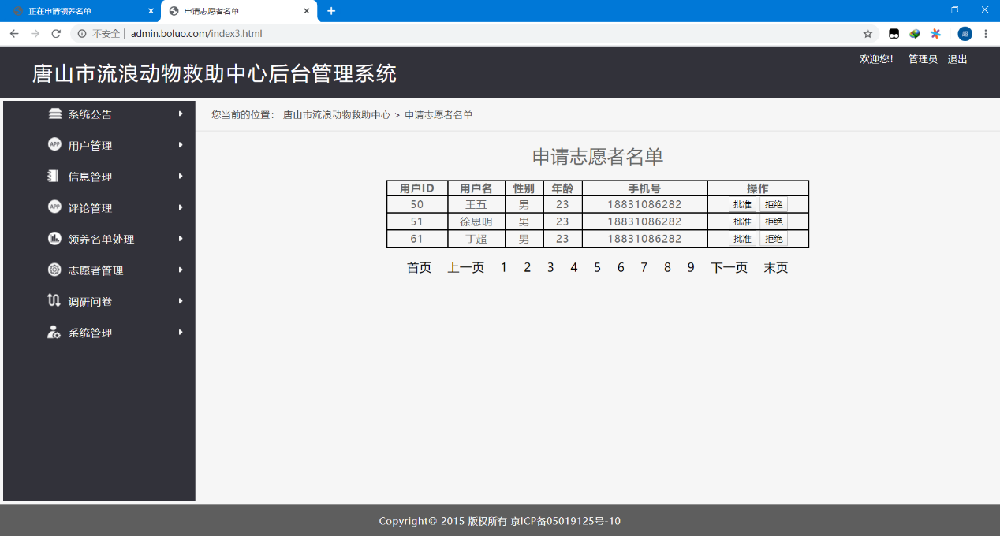 正在申请领养名单
申请志愿者名单
不安全 | admin.boluo.com/index3.html
超
唐山市流浪动物救助中心后台管理系统
欢迎您! 管理员 退出
系统公告
APP 用户管理
信息管理
APP 评论管理
领养名单处理
志愿者管理
调研问卷
系统管理
您当前的位置: 唐山市流浪动物救助中心 > 申请志愿者名单
申请志愿者名单
用户ID 用户名 性别 年龄 手机号 操作
50 王五 男 23 18831086282 批准 拒绝
51 徐思明 男 23 18831086282 批准 拒绝
61 丁超 男 23 18831086282 批准 拒绝
首页 上一页 1 2 3 4 5 6 7 8 9 下一页 末页
Copyright© 2015 版权所有 京ICP备05019125号-10